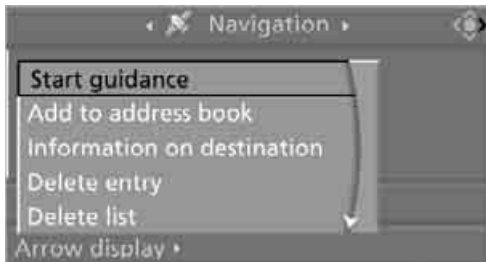 Navigation
Start guidance
Add to address book
Information on destination
Delete entry
Delete list
Arrow display